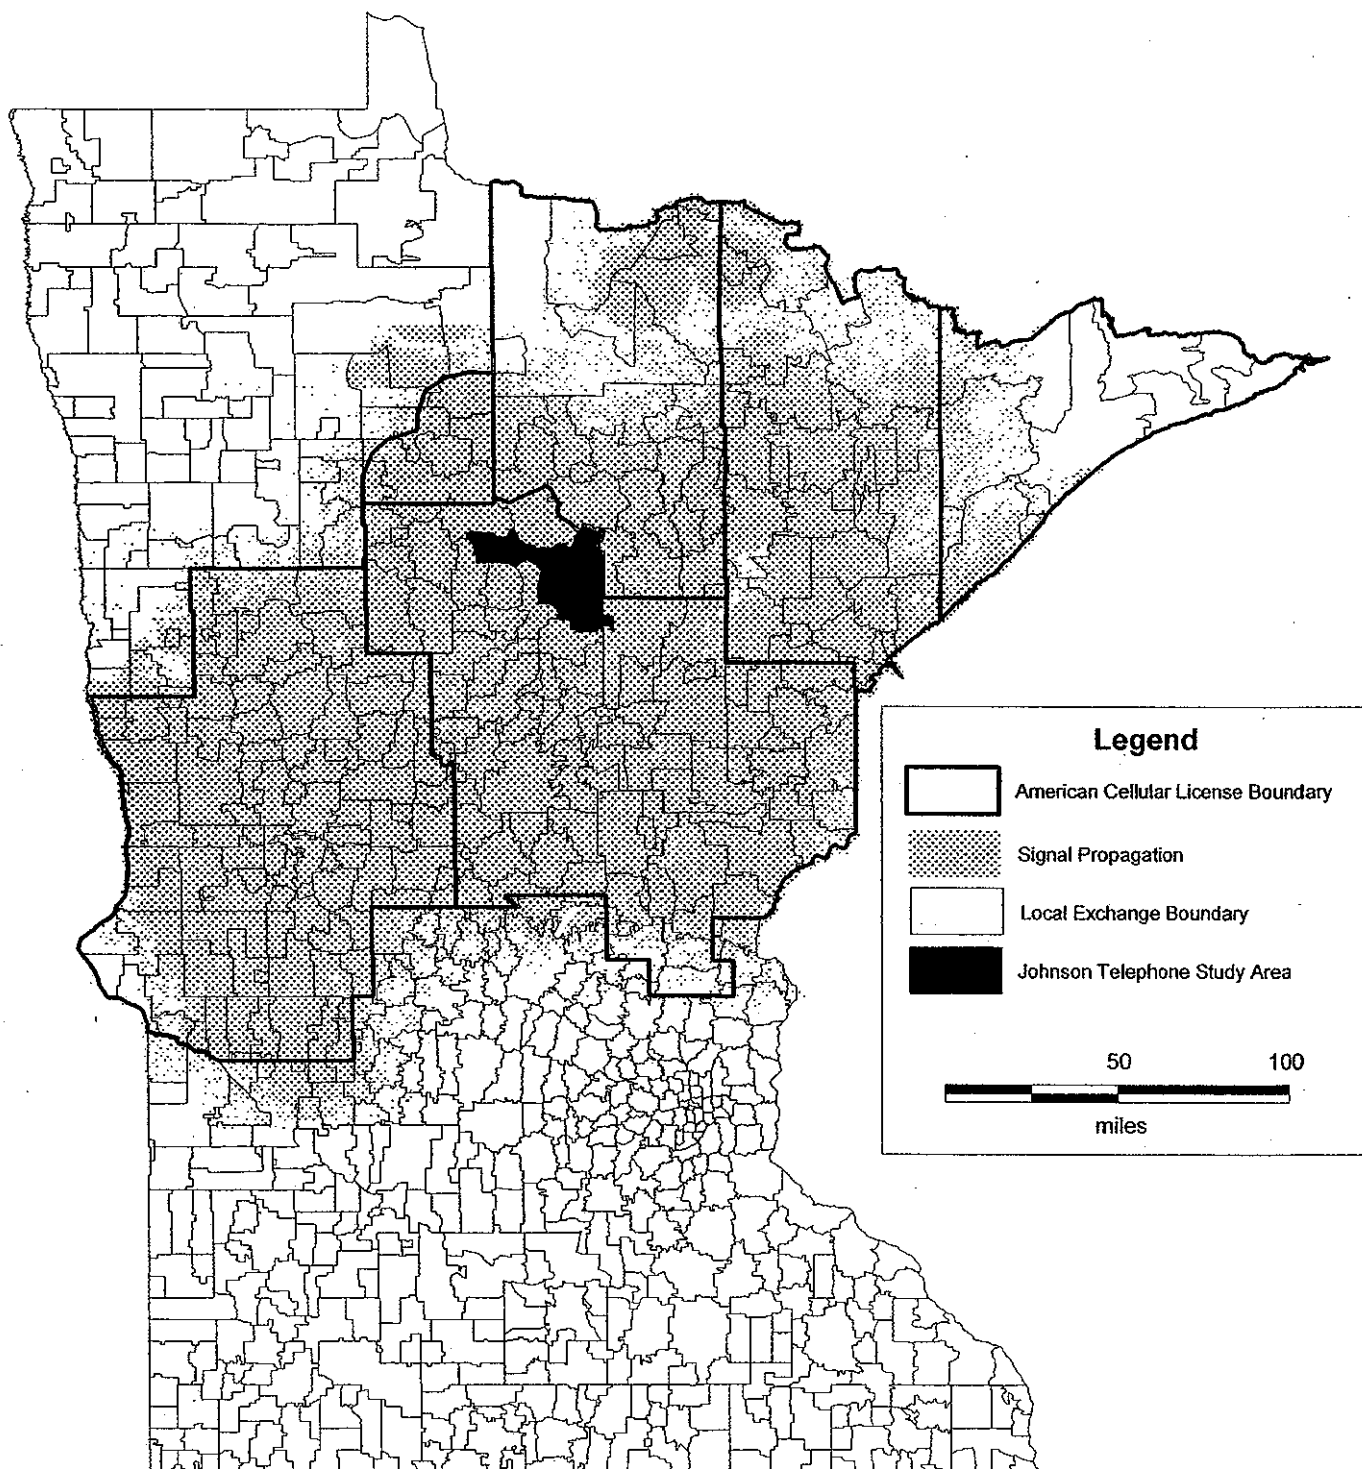 Legend
American Cellular License Boundary
Signal Propagation
Local Exchange Boundary
Johnson Telephone Study Area
50 100
miles